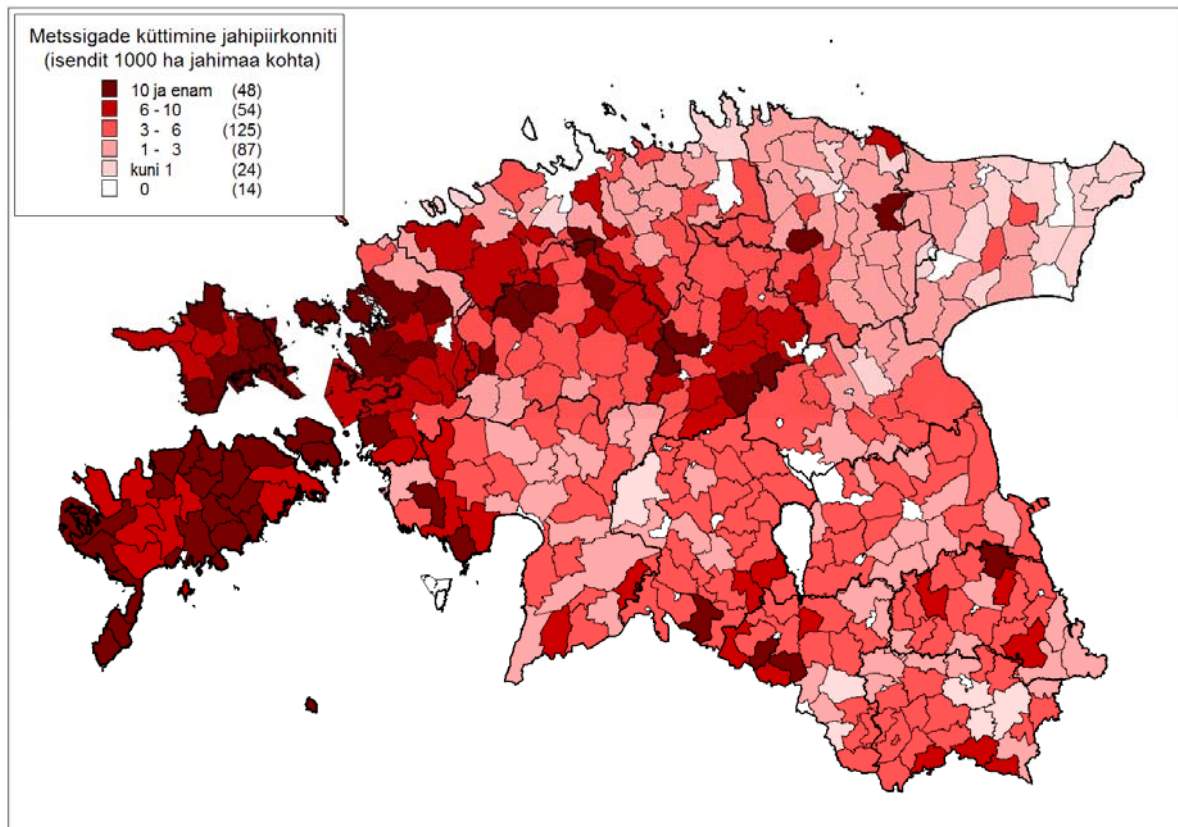 Metssigade küttimine jahipiirkonniti
(isendit 1000 ha jahimaa kohta)
10 ja enam (48)
6 - 10 (54)
3 - 6 (125)
1 - 3 (87)
kuni 1 (24)
0 (14)